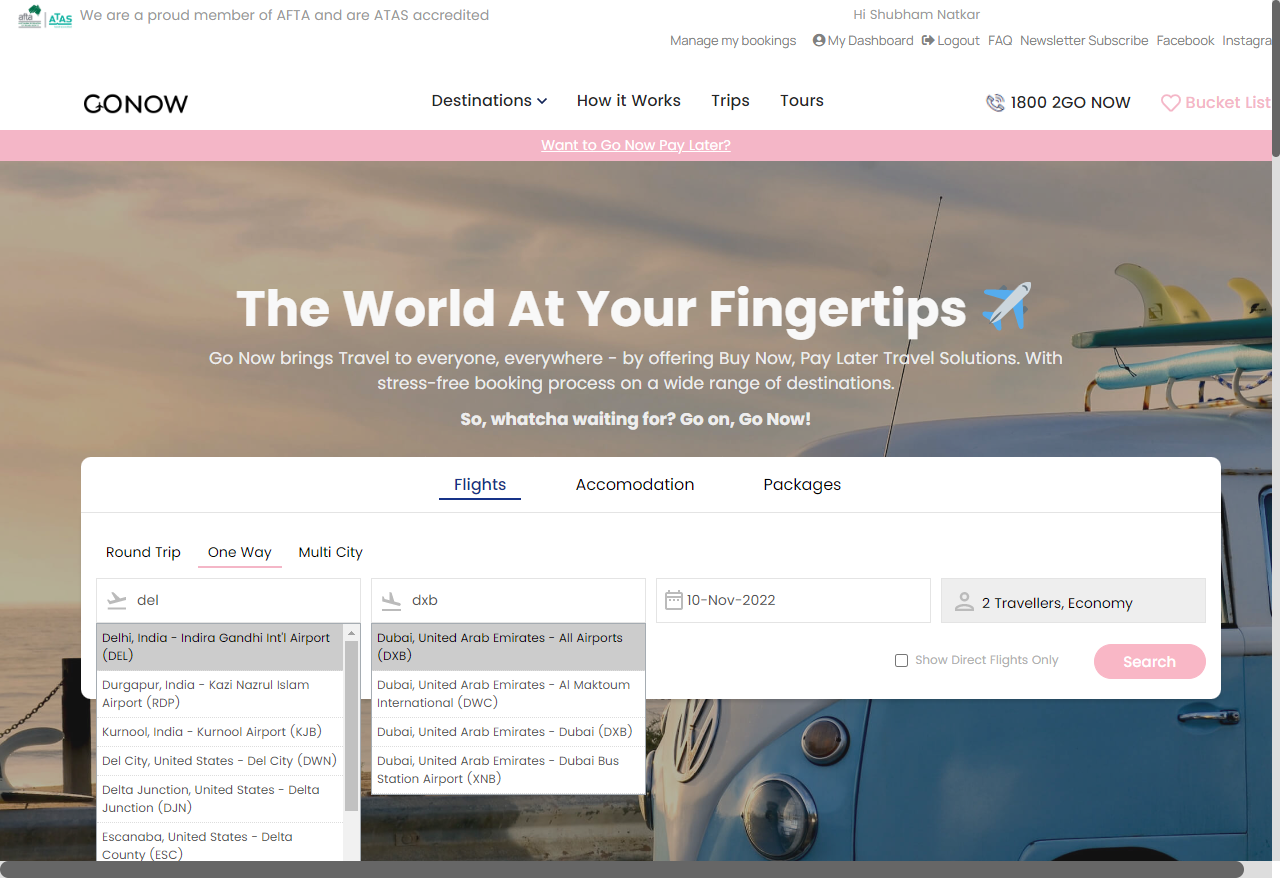 afta
ATAS
We are a proud member of AFTA and are ATAS accredited
Hi Shubham Natkar
Manage my bookings My Dashboard Logout FAQ Newsletter Subscribe Facebook Instagra
GONOW
Destinations How it Works Trips Tours
1800 2GO NOW Bucket List
Want to Go Now Pay Later?
The World At Your Fingertips
Go Now brings Travel to everyone, everywhere - by offering Buy Now, Pay Later Travel Solutions. With
stress-free booking process on a wide range of destinations.
So, whatcha waiting for? Go on, Go Now!
Flights Accomodation Packages
Round Trip One Way Multi City
del
dxb
10-Nov-2022
2 Travellers, Economy
Delhi, India - Indira Gandhi Int'l Airport
(DEL)
Durgapur, India - Kazi Nazrul Islam
Airport (RDP)
Kurnool, India - Kurnool Airport (KJB)
Del City, United States - Del City (DWN)
Delta Junction, United States - Delta
Junction (DJN)
Escanaba, United States - Delta
County (ESC)
Dubai, United Arab Emirates - All Airports
(DXB)
Dubai, United Arab Emirates - Al Maktoum
International (DWC)
Dubai, United Arab Emirates - Dubai (DXB)
Dubai, United Arab Emirates - Dubai Bus
Station Airport (XNB)
Show Direct Flights Only
Search